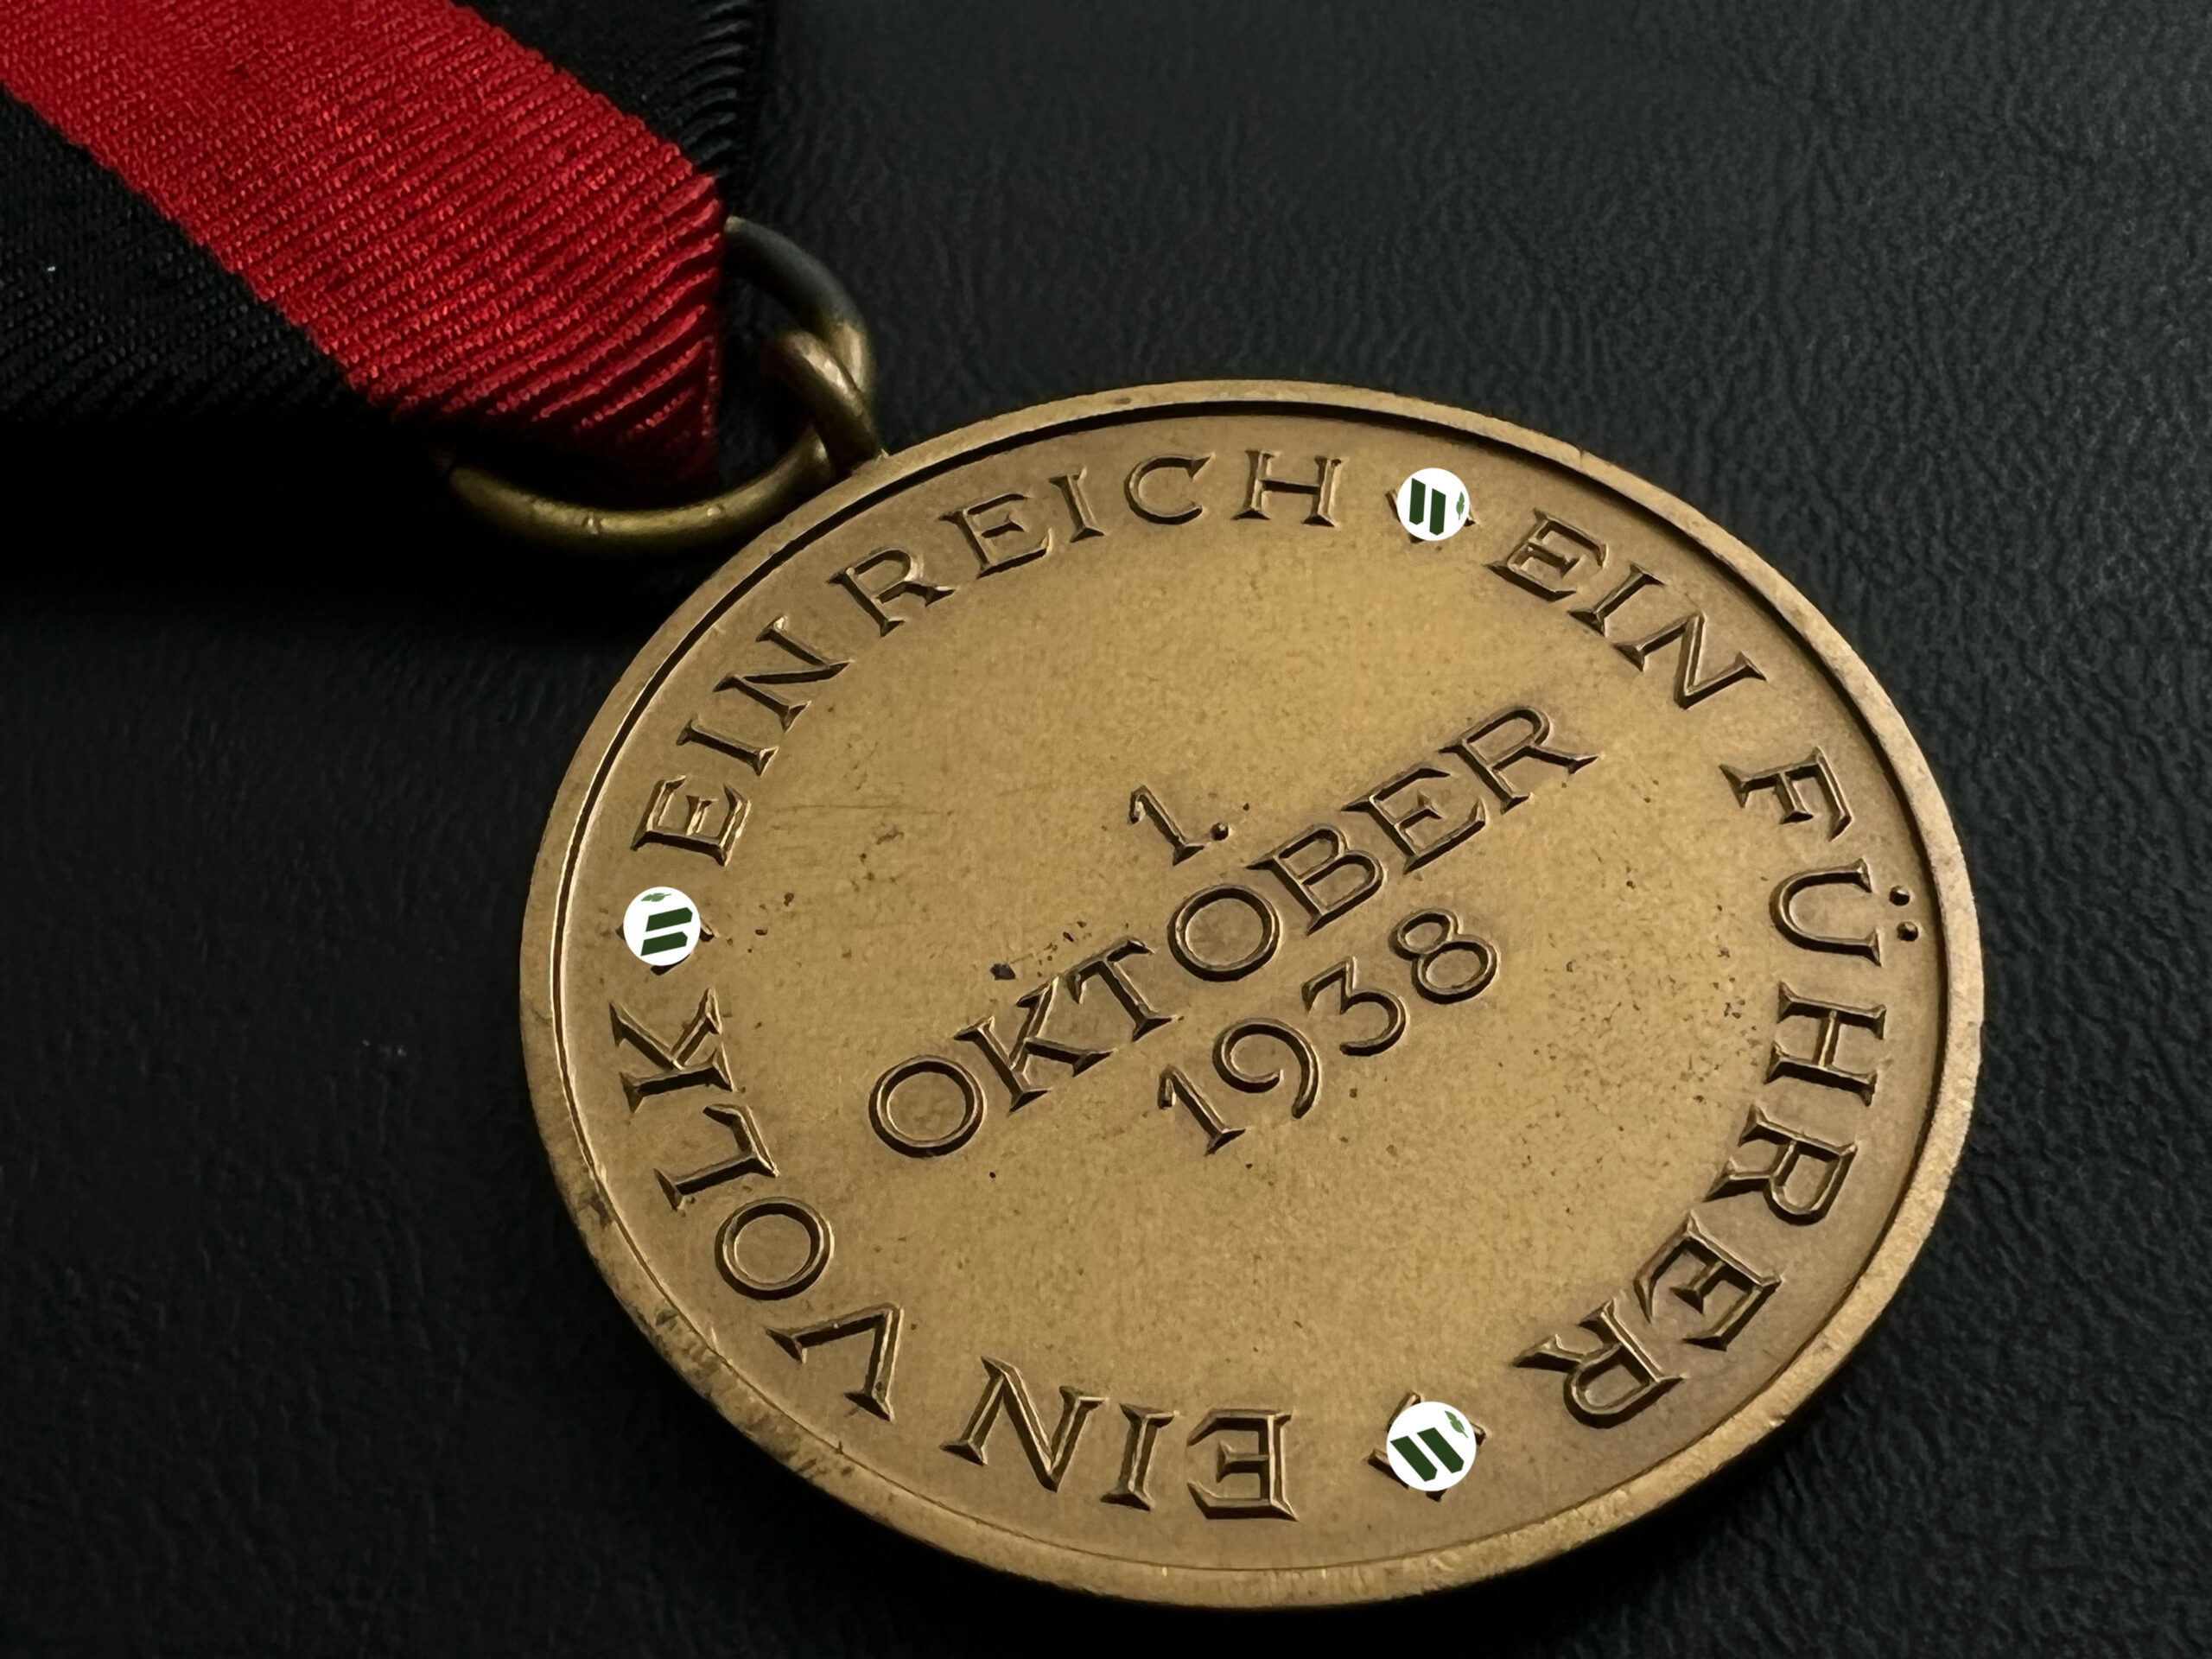 EIN VOLK EIN REICH EIN FÜHRER
1.
OKTOBER
1938